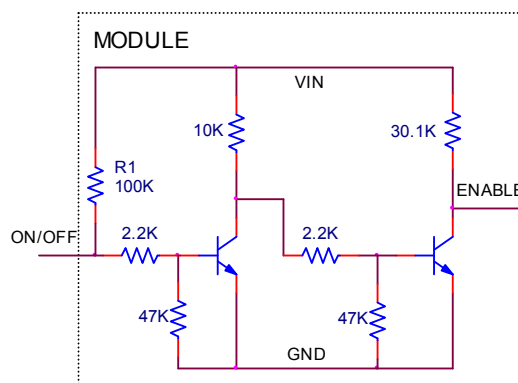 MODULE
VIN
10K
30.1K
R1
100K
ENABLE
ON/OFF
2.2K
2.2K
47K
47K
GND